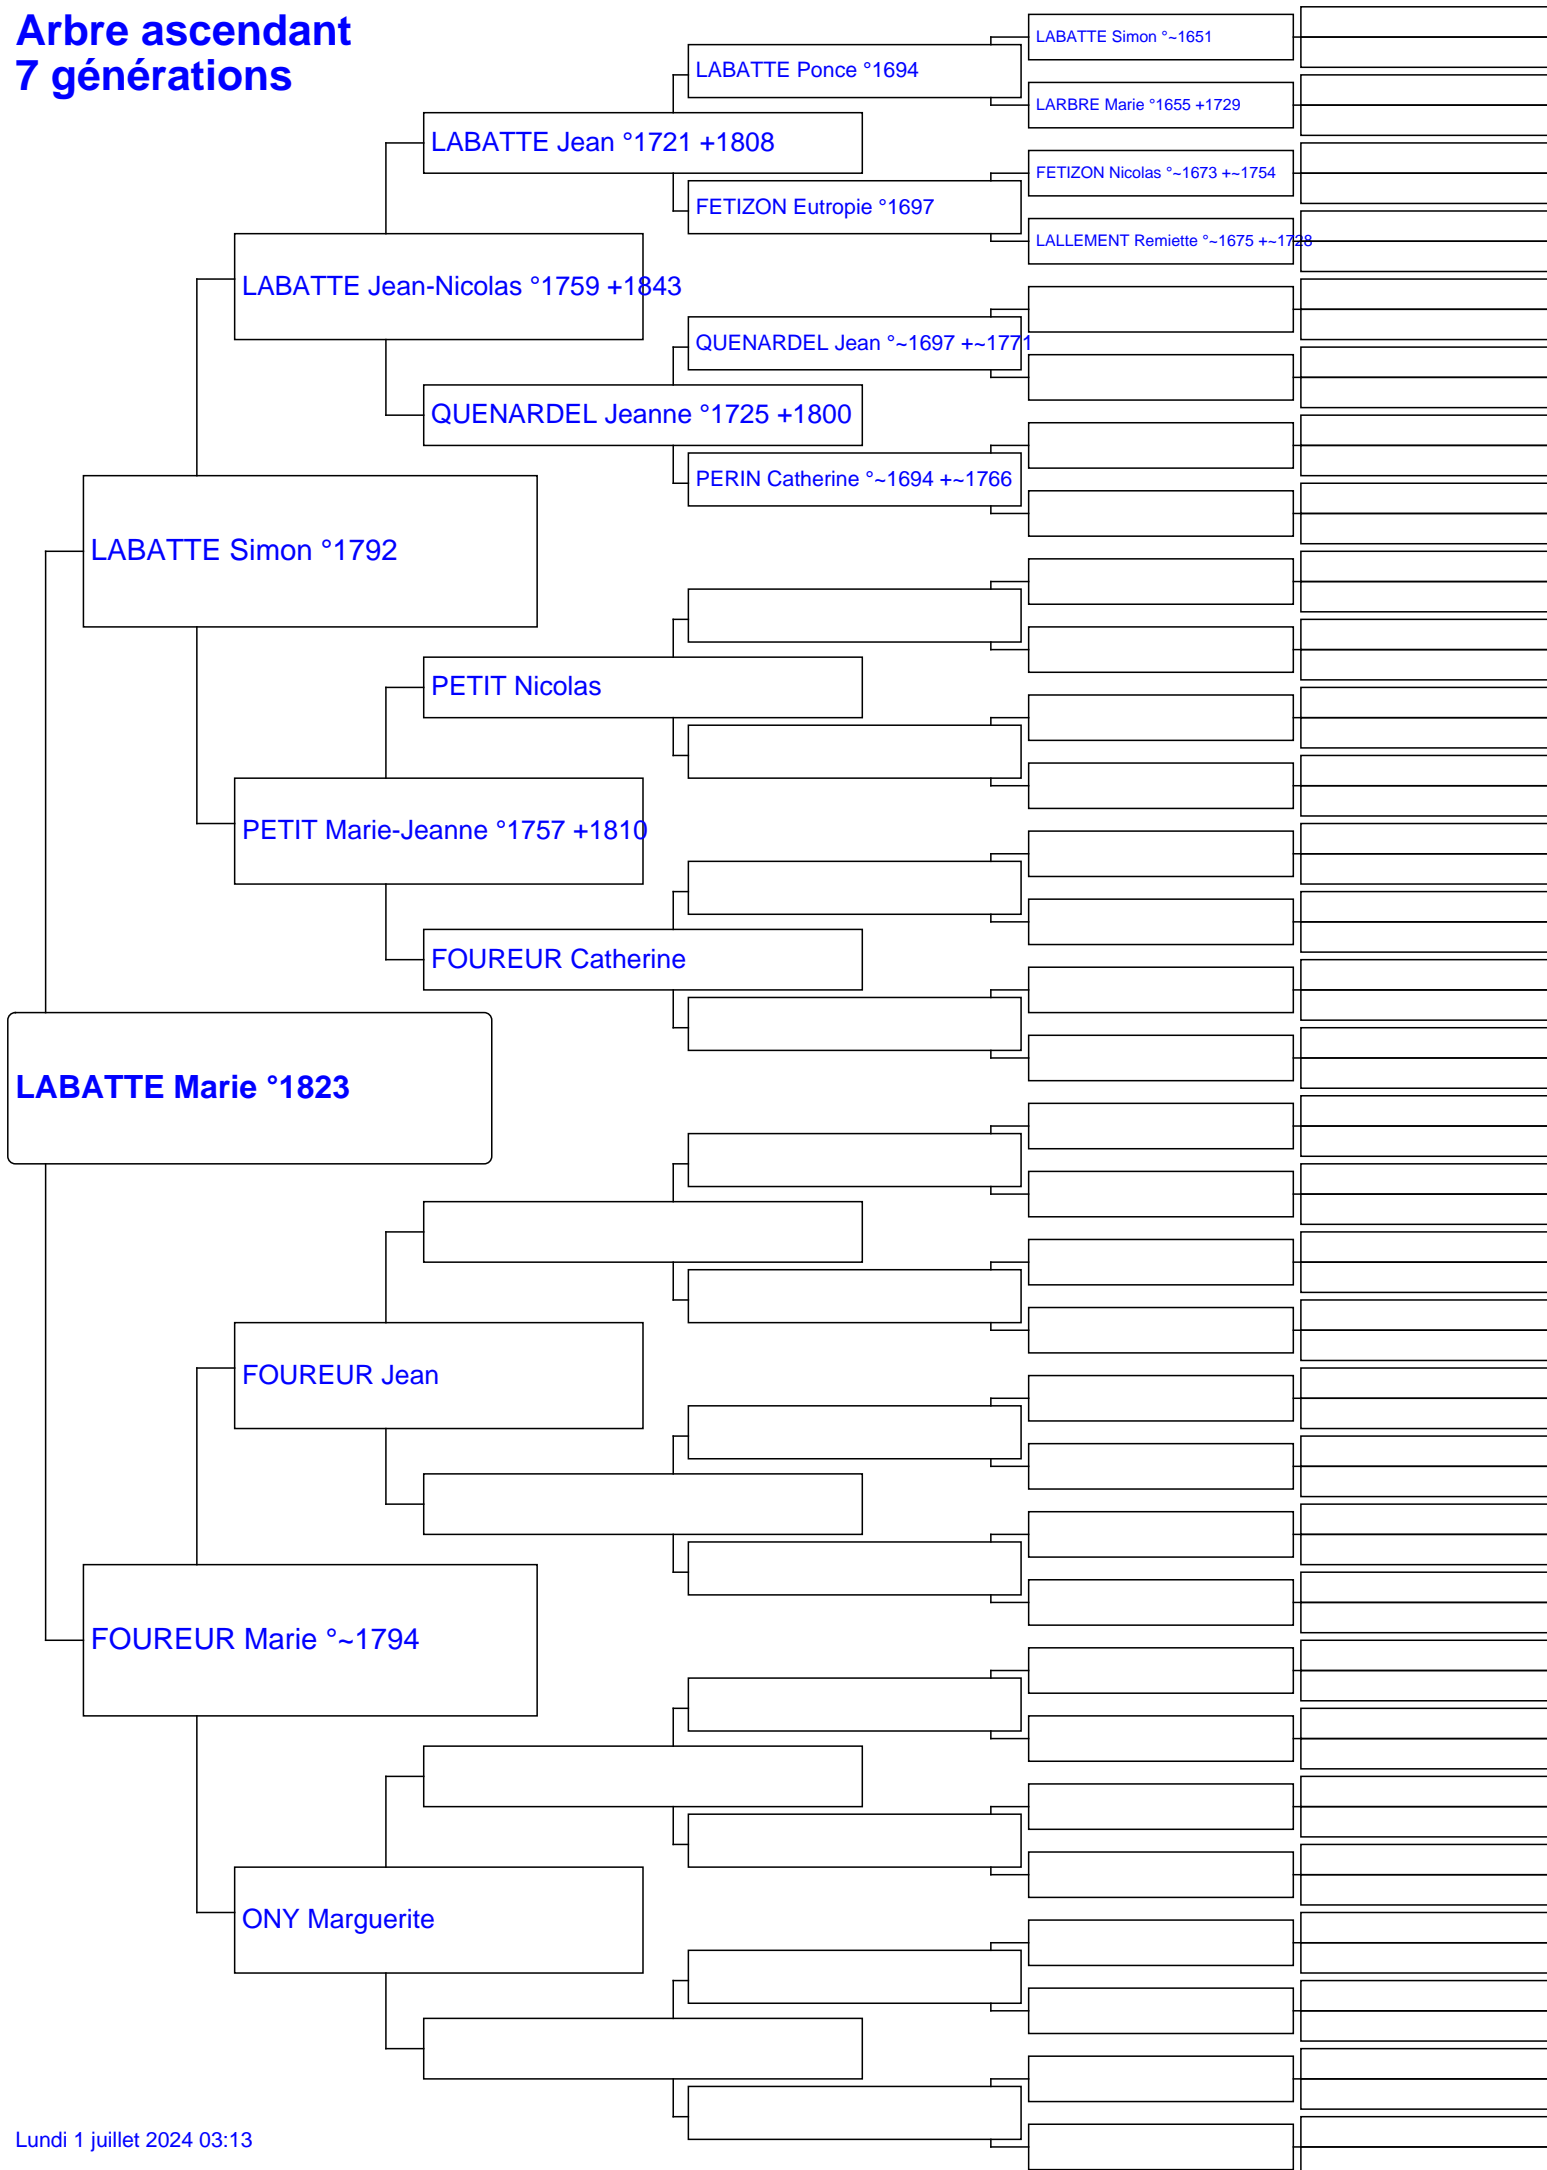 Arbre ascendant
7 générations
LABATTE Simon °~1651
LABATTE Ponce °1694
LARBRE Marie °1655 +1729
LABATTE Jean °1721 +1808
FETIZON Nicolas °~1673 +~1754
FETIZON Eutropie °1697
LALLEMENT Remiette °~1675 +~1728
LABATTE Jean-Nicolas °1759 +1843
QUENARDEL Jean °~1697 +~1771
QUENARDEL Jeanne °1725 +1800
PERIN Catherine °~1694 +~1766
LABATTE Simon °1792
PETIT Nicolas
PETIT Marie-Jeanne °1757 +1810
FOUREUR Catherine
LABATTE Marie °1823
FOUREUR Jean
FOUREUR Marie °~1794
ONY Marguerite
Lundi 1 juillet 2024 03:13